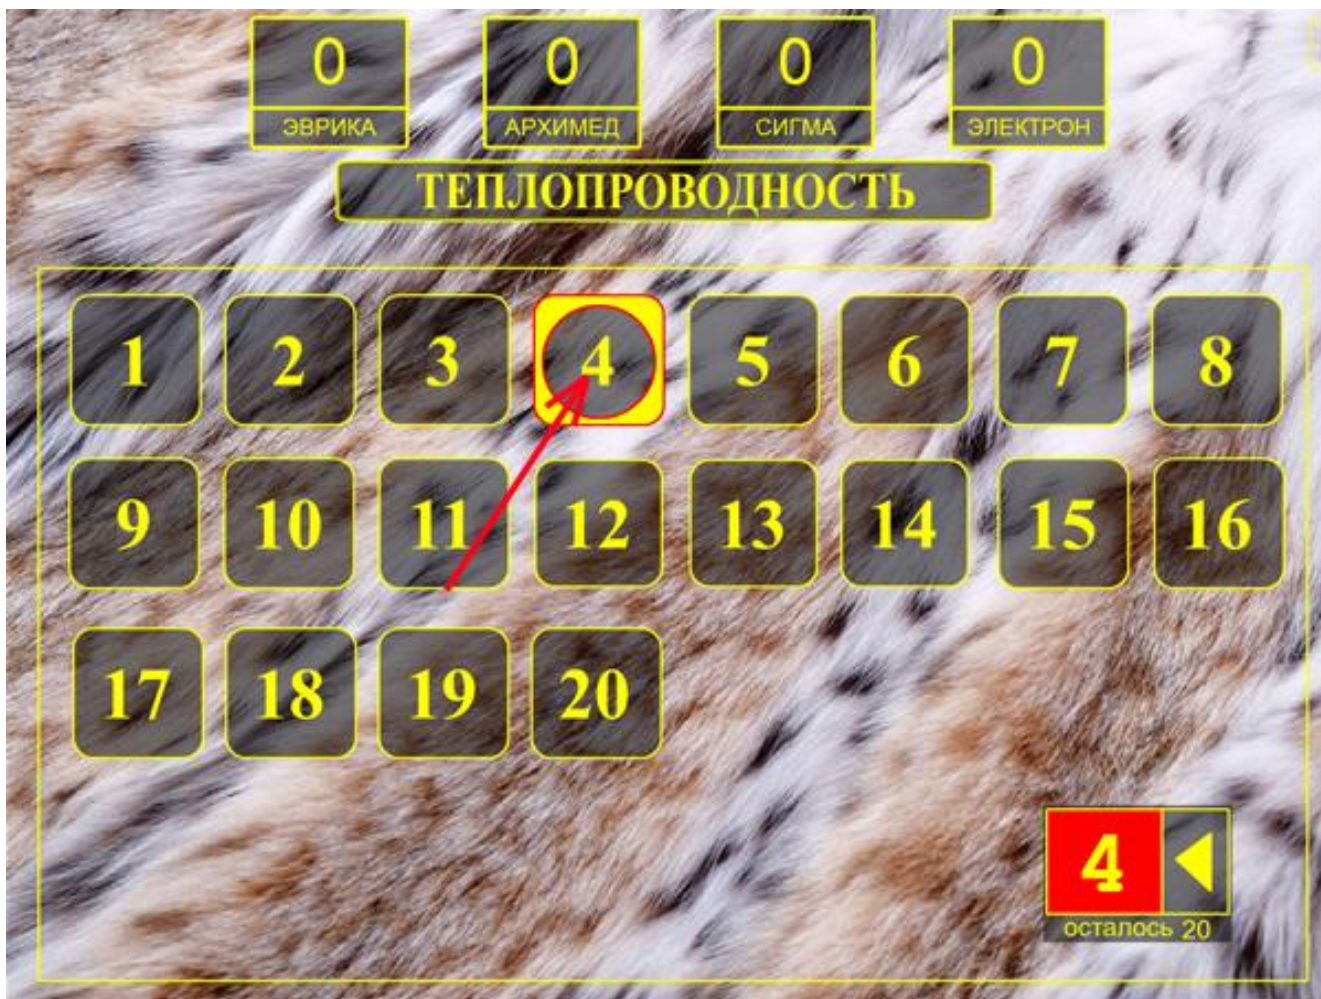 0 0 0 0
ЭВРИКА АРХИМЕД СИГМА ЭЛЕКТРОН
ТЕПЛОПРОВОДНОСТЬ
1 2 3 4 5 6 7 8
9 10 11 12 13 14 15 16
17 18 19 20
4
осталось 20